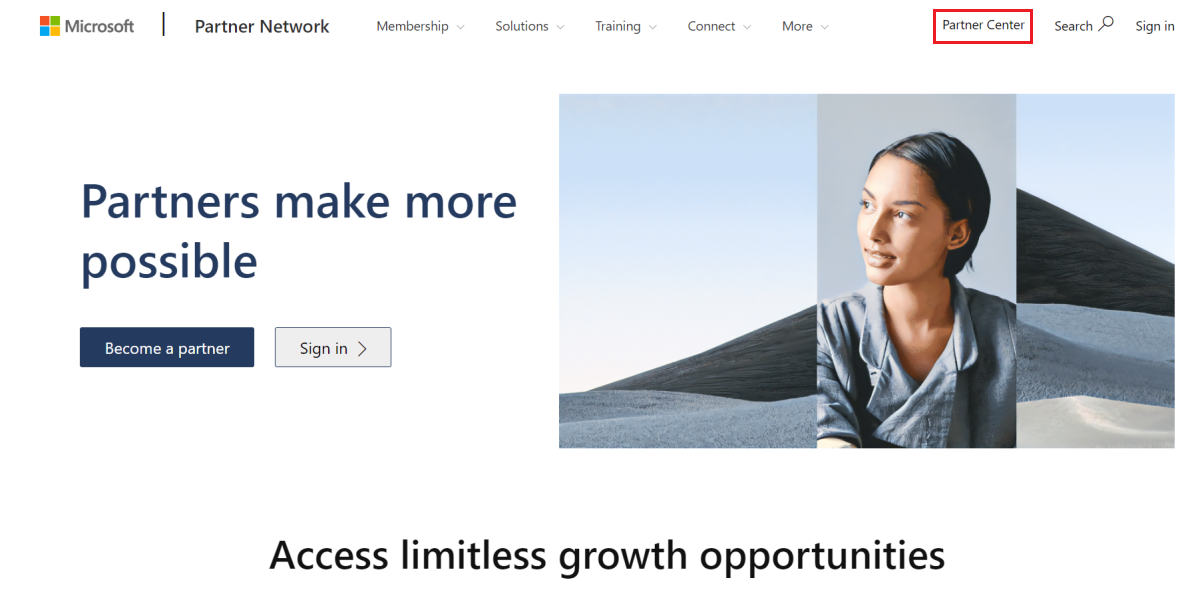 Microsoft Partner Network Membership Solutions Training Connect More Partner Center Search Sign in
Partners make more
possible
Become a partner Sign in
Access limitless growth opportunities